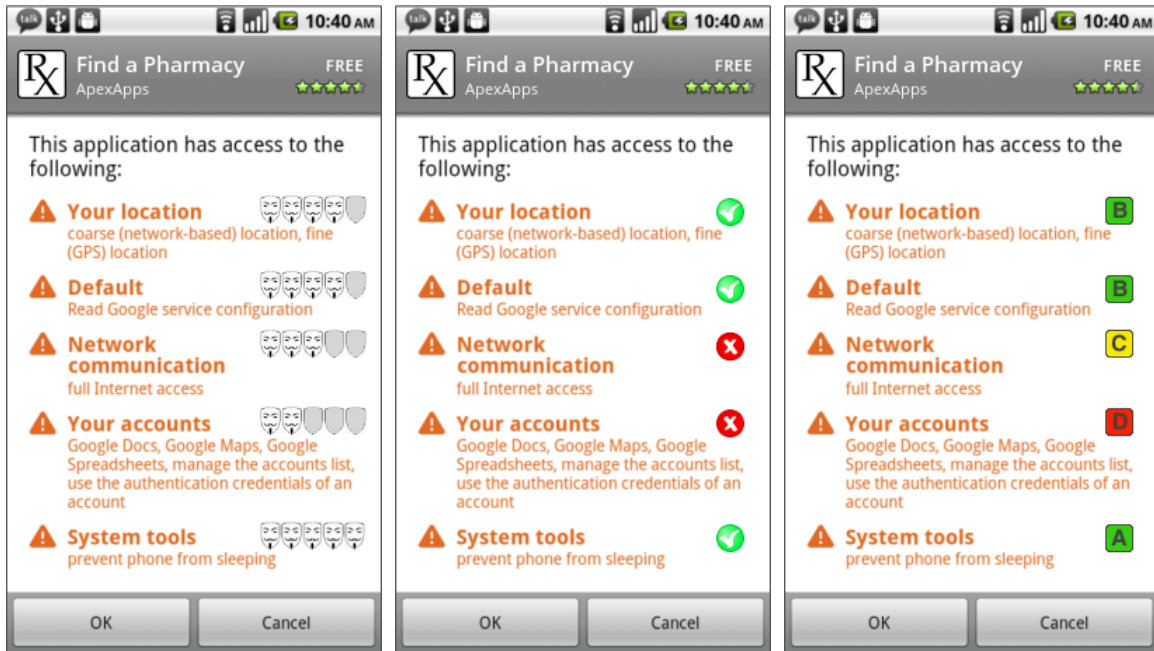 talk
10:40 AM
Rx
Find a Pharmacy
FREE
ApexApps
This application has access to the
following:
Your location
coarse (network-based) location, fine
(GPS) location
Default
Read Google service configuration
Network
communication
full Internet access
Your accounts
Google Docs, Google Maps, Google
Spreadsheets, manage the accounts list,
use the authentication credentials of an
account
System tools
prevent phone from sleeping
OK
Cancel
talk
10:40 AM
Rx
Find a Pharmacy
FREE
ApexApps
This application has access to the
following:
Your location
coarse (network-based) location, fine
(GPS) location
Default
Read Google service configuration
Network
communication
full Internet access
Your accounts
Google Docs, Google Maps, Google
Spreadsheets, manage the accounts list,
use the authentication credentials of an
account
System tools
prevent phone from sleeping
OK
Cancel
talk
10:40 AM
Rx
Find a Pharmacy
FREE
ApexApps
This application has access to the
following:
Your location
B
coarse (network-based) location, fine
(GPS) location
Default
B
Read Google service configuration
Network
C
communication
full Internet access
Your accounts
D
Google Docs, Google Maps, Google
Spreadsheets, manage the accounts list,
use the authentication credentials of an
account
System tools
A
prevent phone from sleeping
OK
Cancel